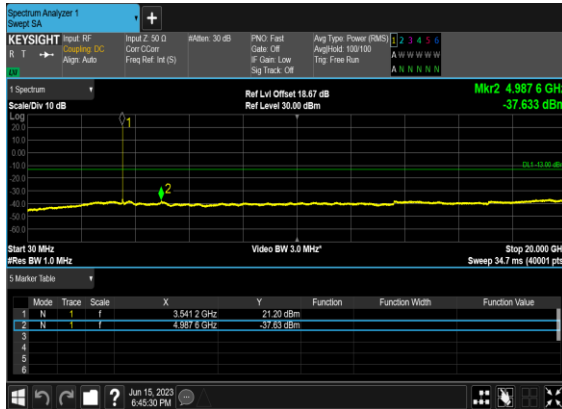 Spectrum Analyzer 1
Swept SA
+
KEYSIGHT
R T
LXI
Input: RF
Coupling: DC
Align: Auto
Input Z: 50 Ω
Corr CCorr
Freq Ref: Int (S)
#Atten: 30 dB
PNO: Fast
Gate: Off
IF Gain: Low
Sig Track: Off
Avg Type: Power (RMS)
Avg|Hold: 100/100
Trig: Free Run
1 2 3 4 5 6
A W W W W W
A N N N N N
1 Spectrum
Scale/Div 10 dB
Ref Lvl Offset 18.67 dB
Ref Level 30.00 dBm
Mkr2 4.987 6 GHz
-37.633 dBm
Log
20.0
10.0
0.00
-10.0
-20.0
-30.0
-40.0
-50.0
-60.0
1
2
DL1 -13.00 dBm
Start 30 MHz
#Res BW 1.0 MHz
Video BW 3.0 MHz*
Stop 20.000 GHz
Sweep 34.7 ms (40001 pts)
5 Marker Table
Mode Trace Scale X Y Function Function Width Function Value
1 N 1 f 3.541 2 GHz 21.20 dBm
2 N 1 f 4.987 6 GHz -37.63 dBm
3
4
5
6
?
Jun 15, 2023
6:45:30 PM